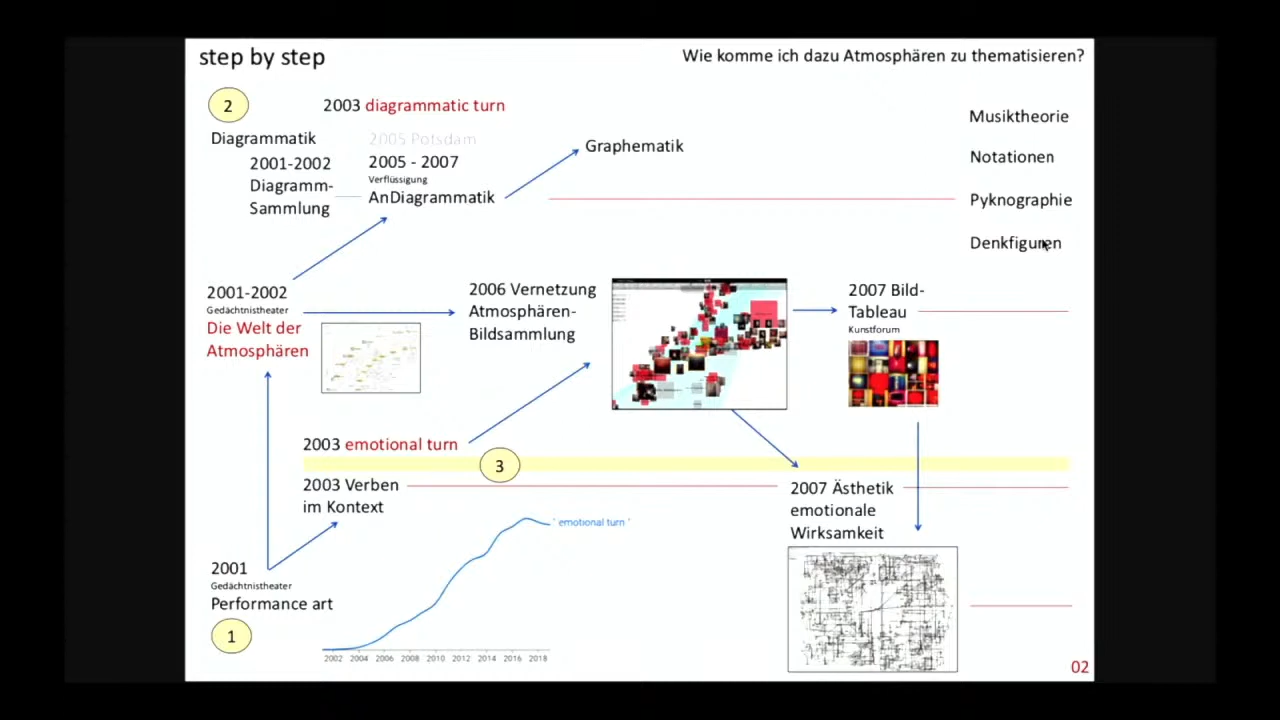 step by step
Wie komme ich dazu Atmosphären zu thematisieren?
2
2003 diagrammatic turn
Diagrammatik
2005 Potsdam
2001-2002
Diagramm-
Sammlung
2005 - 2007
Verflüssigung
AnDiagrammatik
Graphematik
Musiktheorie
Notationen
Pyknographie
Denkfiguren
2001-2002
Gedächtnistheater
Die Welt der
Atmosphären
2006 Vernetzung
Atmosphären-
Bildsammlung
2007 Bild-
Tableau
Kunstforum
2003 emotional turn
3
2003 Verben
im Kontext
2007 Ästhetik
emotionale
Wirksamkeit
' emotional turn '
2001
Gedächtnistheater
Performance art
1
2002 2004 2006 2008 2010 2012 2014 2016 2018
02